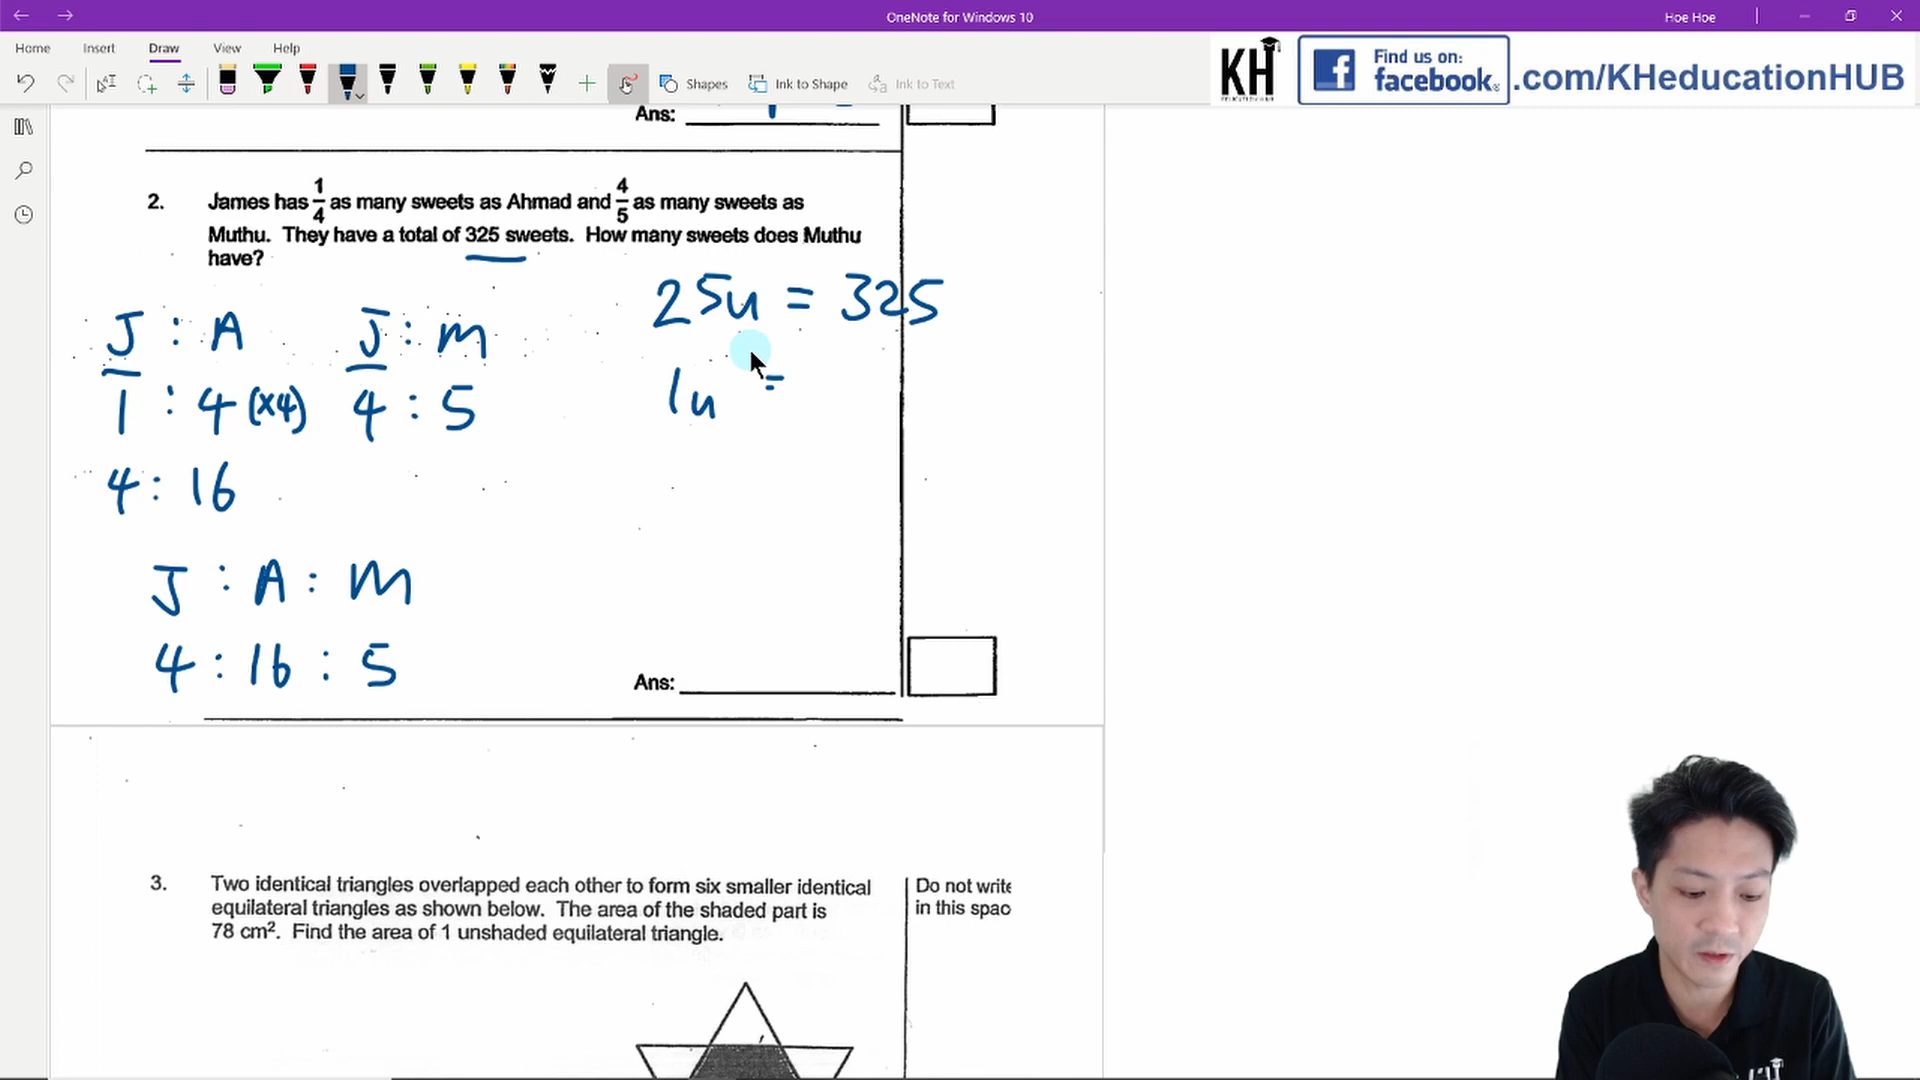 OneNote for Windows 10
Hoe Hoe
Home Insert Draw View Help
Shapes Ink to Shape Ink to Text
KH
Find us on: facebook .com/KHeducationHUB
Ans:
2. James has 1/4 as many sweets as Ahmad and 4/5 as many sweets as
Muthu. They have a total of 325 sweets. How many sweets does Muthu
have?
25u = 325
1u =
J : A
1 : 4 (x4)
4 : 16
J : M
4 : 5
J : A : M
4 : 16 : 5
Ans:
3. Two identical triangles overlapped each other to form six smaller identical
equilateral triangles as shown below. The area of the shaded part is
78 cm². Find the area of 1 unshaded equilateral triangle.
Do not write
in this spac